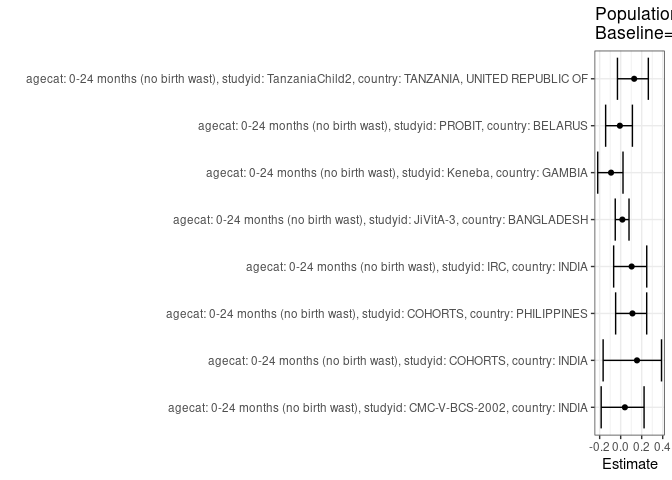 Population
Baseline=
agecat: 0-24 months (no birth wast), studyid: TanzaniaChild2, country: TANZANIA, UNITED REPUBLIC OF
agecat: 0-24 months (no birth wast), studyid: PROBIT, country: BELARUS
agecat: 0-24 months (no birth wast), studyid: Keneba, country: GAMBIA
agecat: 0-24 months (no birth wast), studyid: JiVitA-3, country: BANGLADESH
agecat: 0-24 months (no birth wast), studyid: IRC, country: INDIA
agecat: 0-24 months (no birth wast), studyid: COHORTS, country: PHILIPPINES
agecat: 0-24 months (no birth wast), studyid: COHORTS, country: INDIA
agecat: 0-24 months (no birth wast), studyid: CMC-V-BCS-2002, country: INDIA
-0.2 0.0 0.2 0.4
Estimate